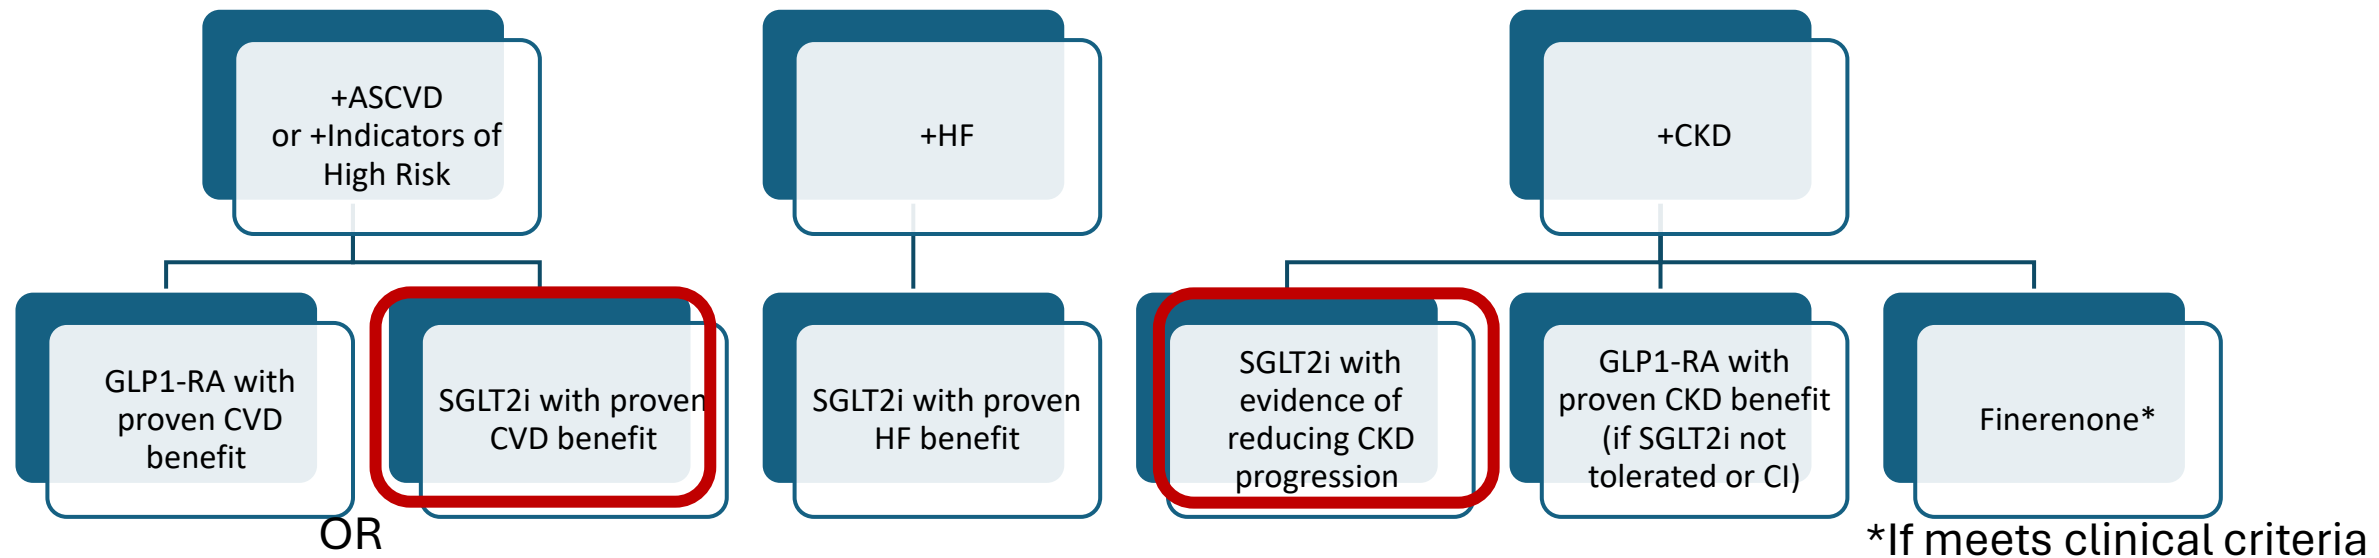 +ASCVD
or +Indicators of
High Risk
+HF
+CKD
GLP1-RA with
proven CVD
benefit
SGLT2i with proven
CVD benefit
SGLT2i with proven
HF benefit
SGLT2i with
evidence of
reducing CKD
progression
GLP1-RA with
proven CKD benefit
(if SGLT2i not
tolerated or CI)
Finerenone*
OR
*If meets clinical criteria